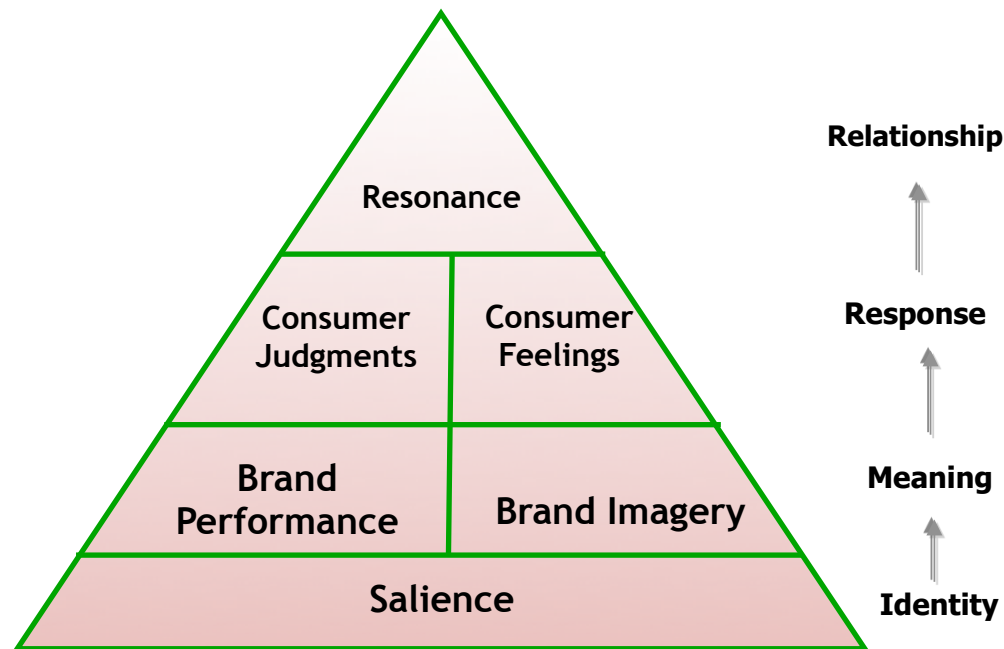 Relationship
Resonance
Consumer
Judgments
Consumer
Feelings
Response
Brand
Performance
Brand Imagery
Meaning
Salience
Identity